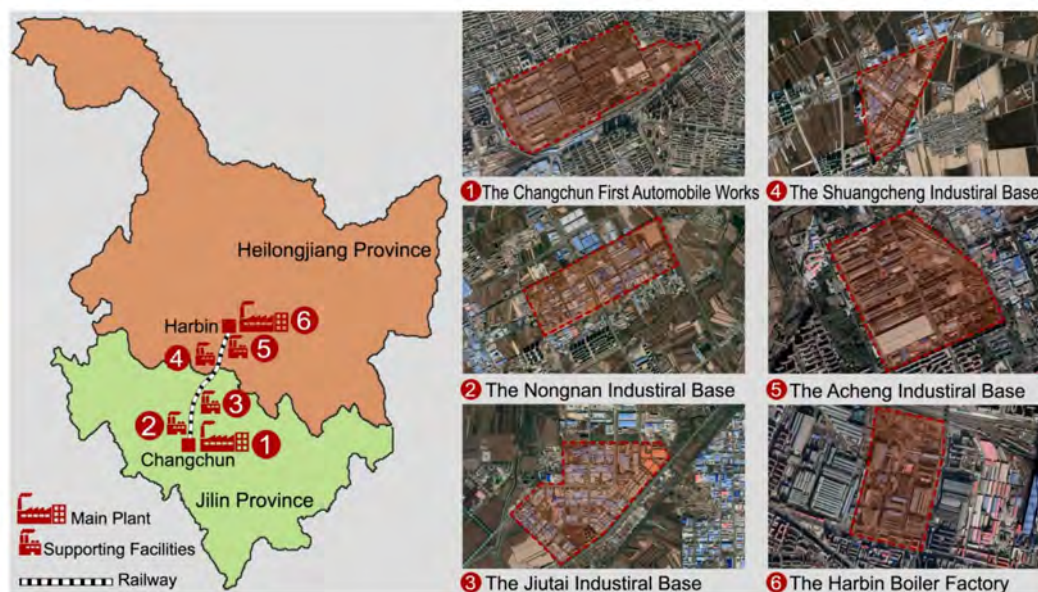 Heilongjiang Province
Harbin
6
4
5
3
2
1
Changchun
Jilin Province
Main Plant
Supporting Facilities
Railway
1 The Changchun First Automobile Works
4 The Shuangcheng Industiral Base
2 The Nongnan Industiral Base
5 The Acheng Industiral Base
3 The Jiutai Industiral Base
6 The Harbin Boiler Factory